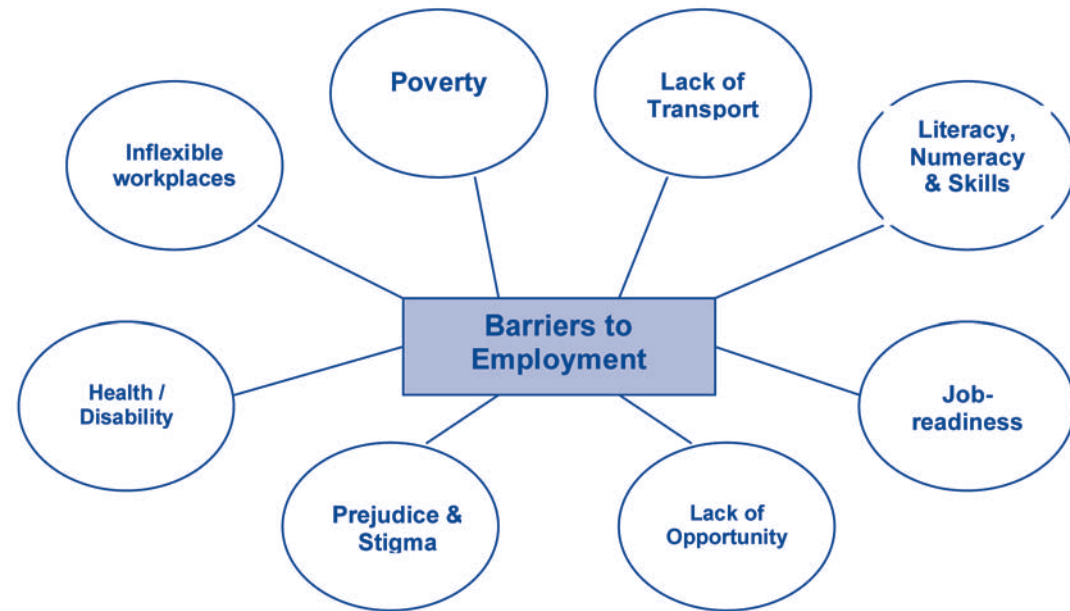 Poverty
Lack of
Transport
Inflexible
workplaces
Literacy,
Numeracy
& Skills
Barriers to
Employment
Health /
Disability
Job-
readiness
Prejudice &
Stigma
Lack of
Opportunity